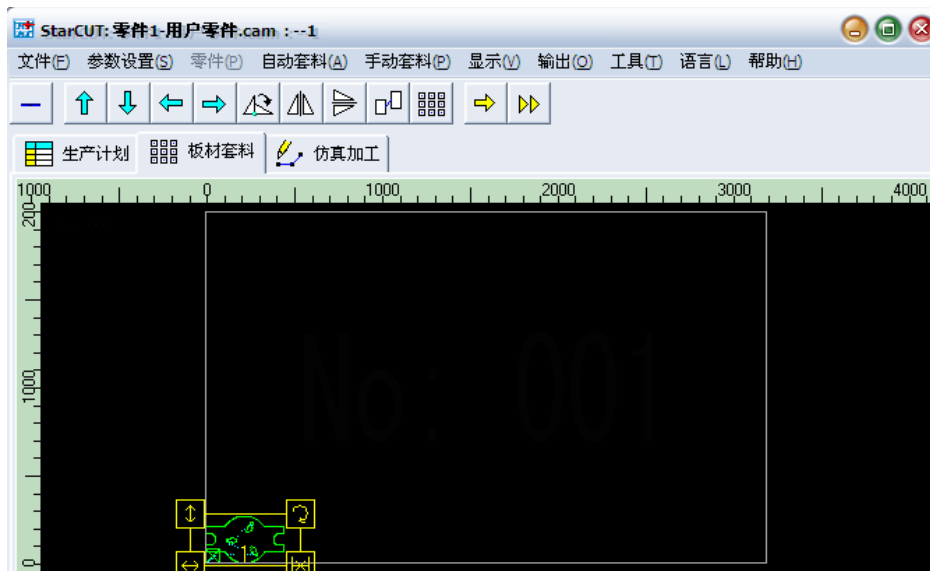 StarCUT: 零件1-用户零件.cam : --1
文件(F) 参数设置(S) 零件(P) 自动套料(A) 手动套料(P) 显示(V) 输出(O) 工具(T) 语言(L) 帮助(H)
生产计划 板材套料 仿真加工
1000 0 1000 2000 3000 4000
200
No: 001
1000
1
0